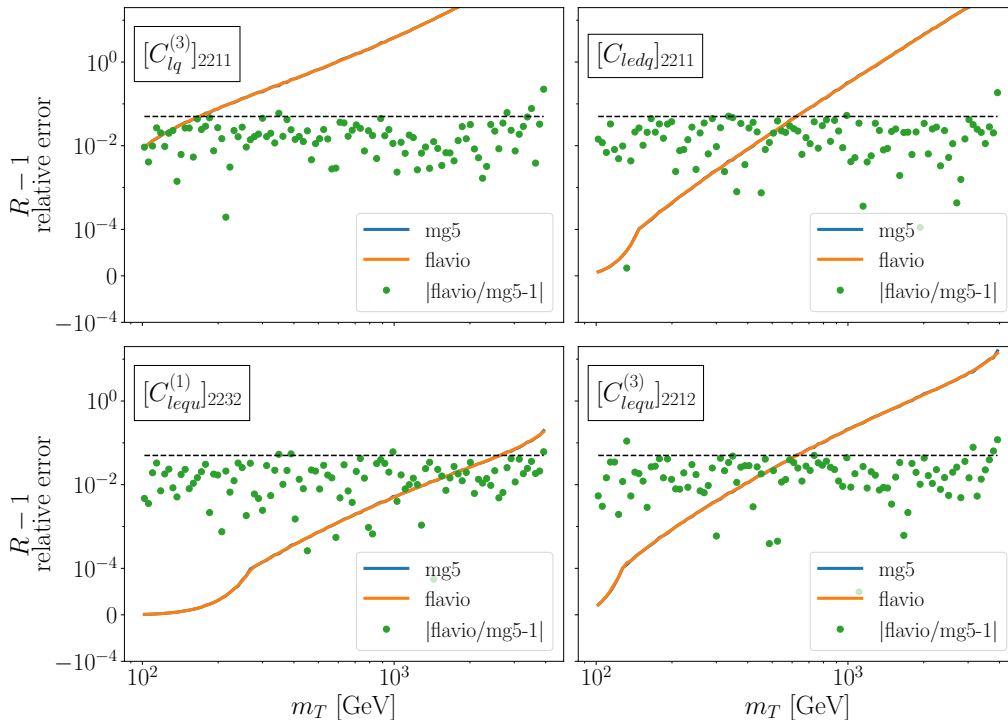 [C_{lq}^{(3)}]_{2211}
[C_{ledq}]_{2211}
R − 1
relative error
10^0
10^{-2}
10^{-4}
0
−10^{-4}
mg5
flavio
|flavio/mg5-1|
mg5
flavio
|flavio/mg5-1|
[C_{lequ}^{(1)}]_{2232}
[C_{lequ}^{(3)}]_{2212}
R − 1
relative error
10^0
10^{-2}
10^{-4}
0
−10^{-4}
mg5
flavio
|flavio/mg5-1|
mg5
flavio
|flavio/mg5-1|
10^2
10^3
10^2
10^3
m_T [GeV]
m_T [GeV]